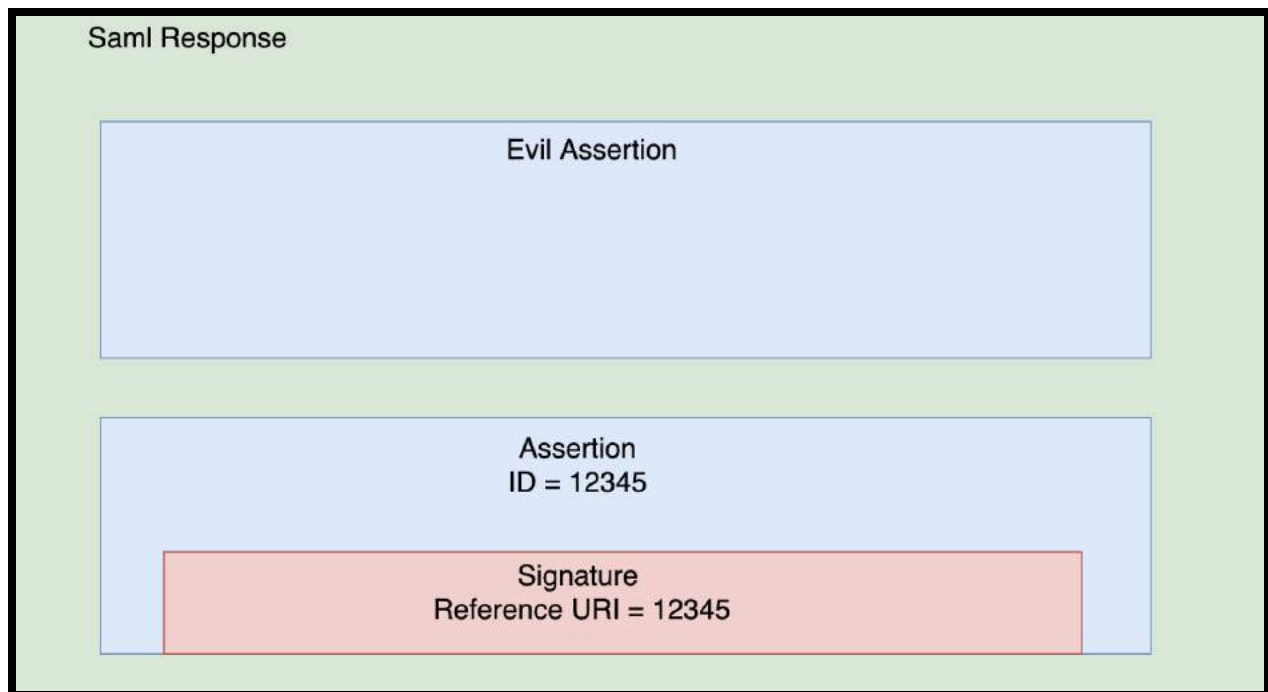 Saml Response
Evil Assertion
Assertion
ID = 12345
Signature
Reference URI = 12345